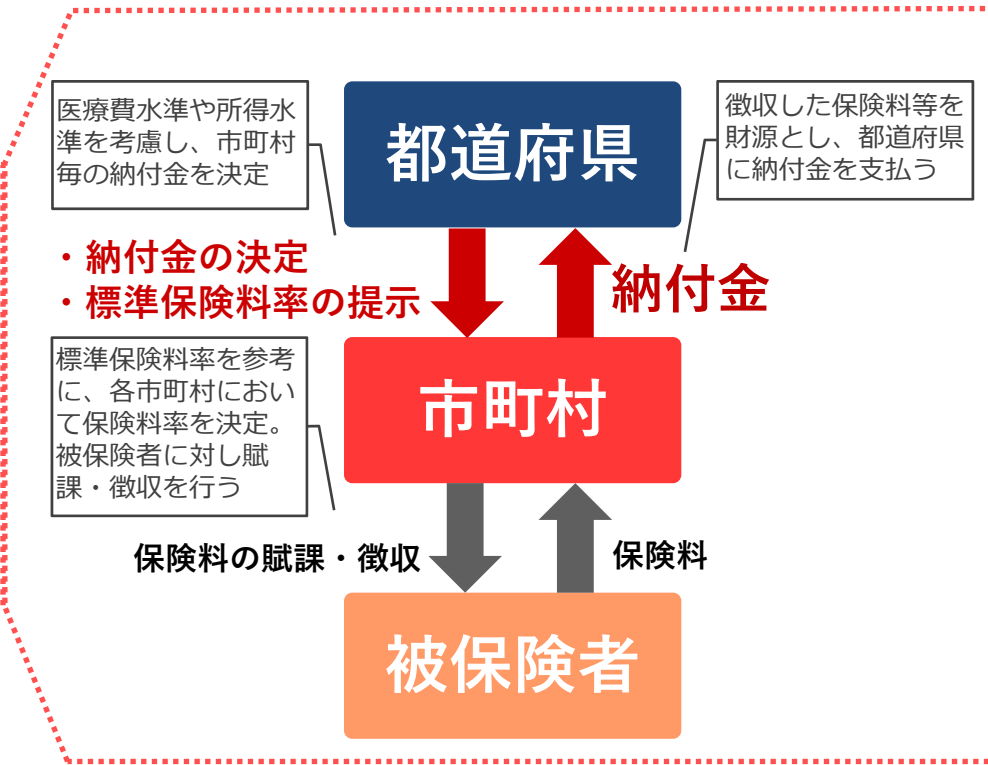 医療費水準や所得水
準を考慮し、市町村
毎の納付金を決定
都道府県
徴収した保険料等を
財源とし、都道府県
に納付金を支払う
・納付金の決定
・標準保険料率の提示
納付金
標準保険料率を参考
に、各市町村におい
て保険料率を決定。
被保険者に対し賦
課・徴収を行う
市町村
保険料の賦課・徴収
保険料
被保険者